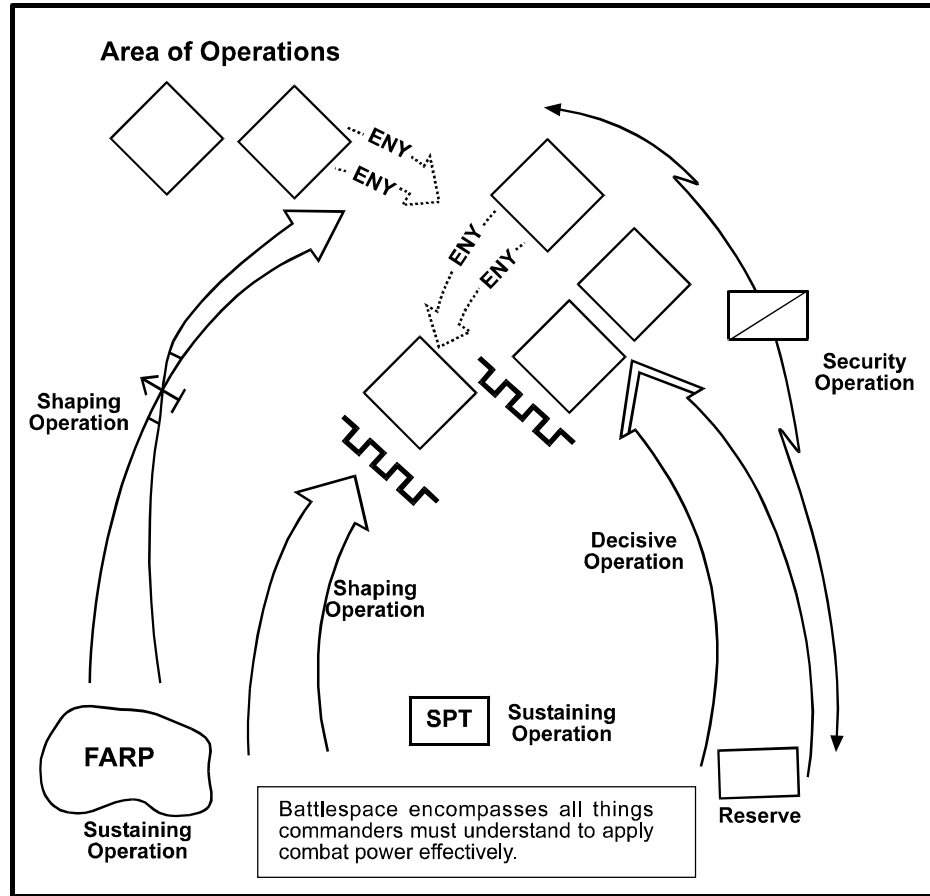 Area of Operations
ENY
ENY
ENY
ENY
Security
Operation
Shaping
Operation
Decisive
Operation
Shaping
Operation
SPT
Sustaining
Operation
FARP
Sustaining
Operation
Reserve
Battlespace encompasses all things
commanders must understand to apply
combat power effectively.